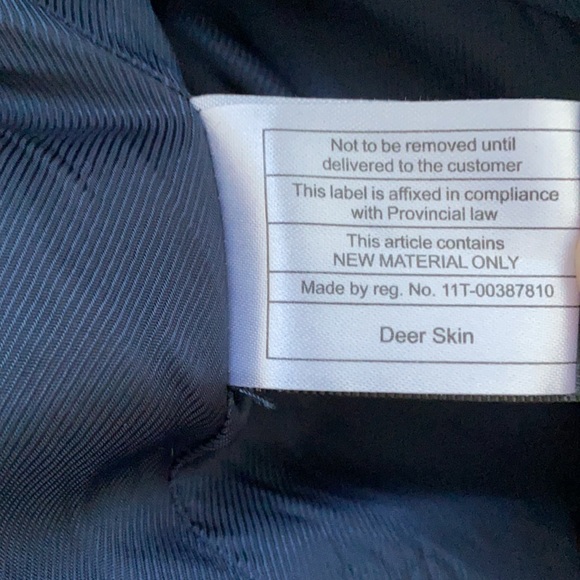 Not to be removed until
delivered to the customer
This label is affixed in compliance
with Provincial law
This article contains
NEW MATERIAL ONLY
Made by reg. No. 11T-00387810
Deer Skin